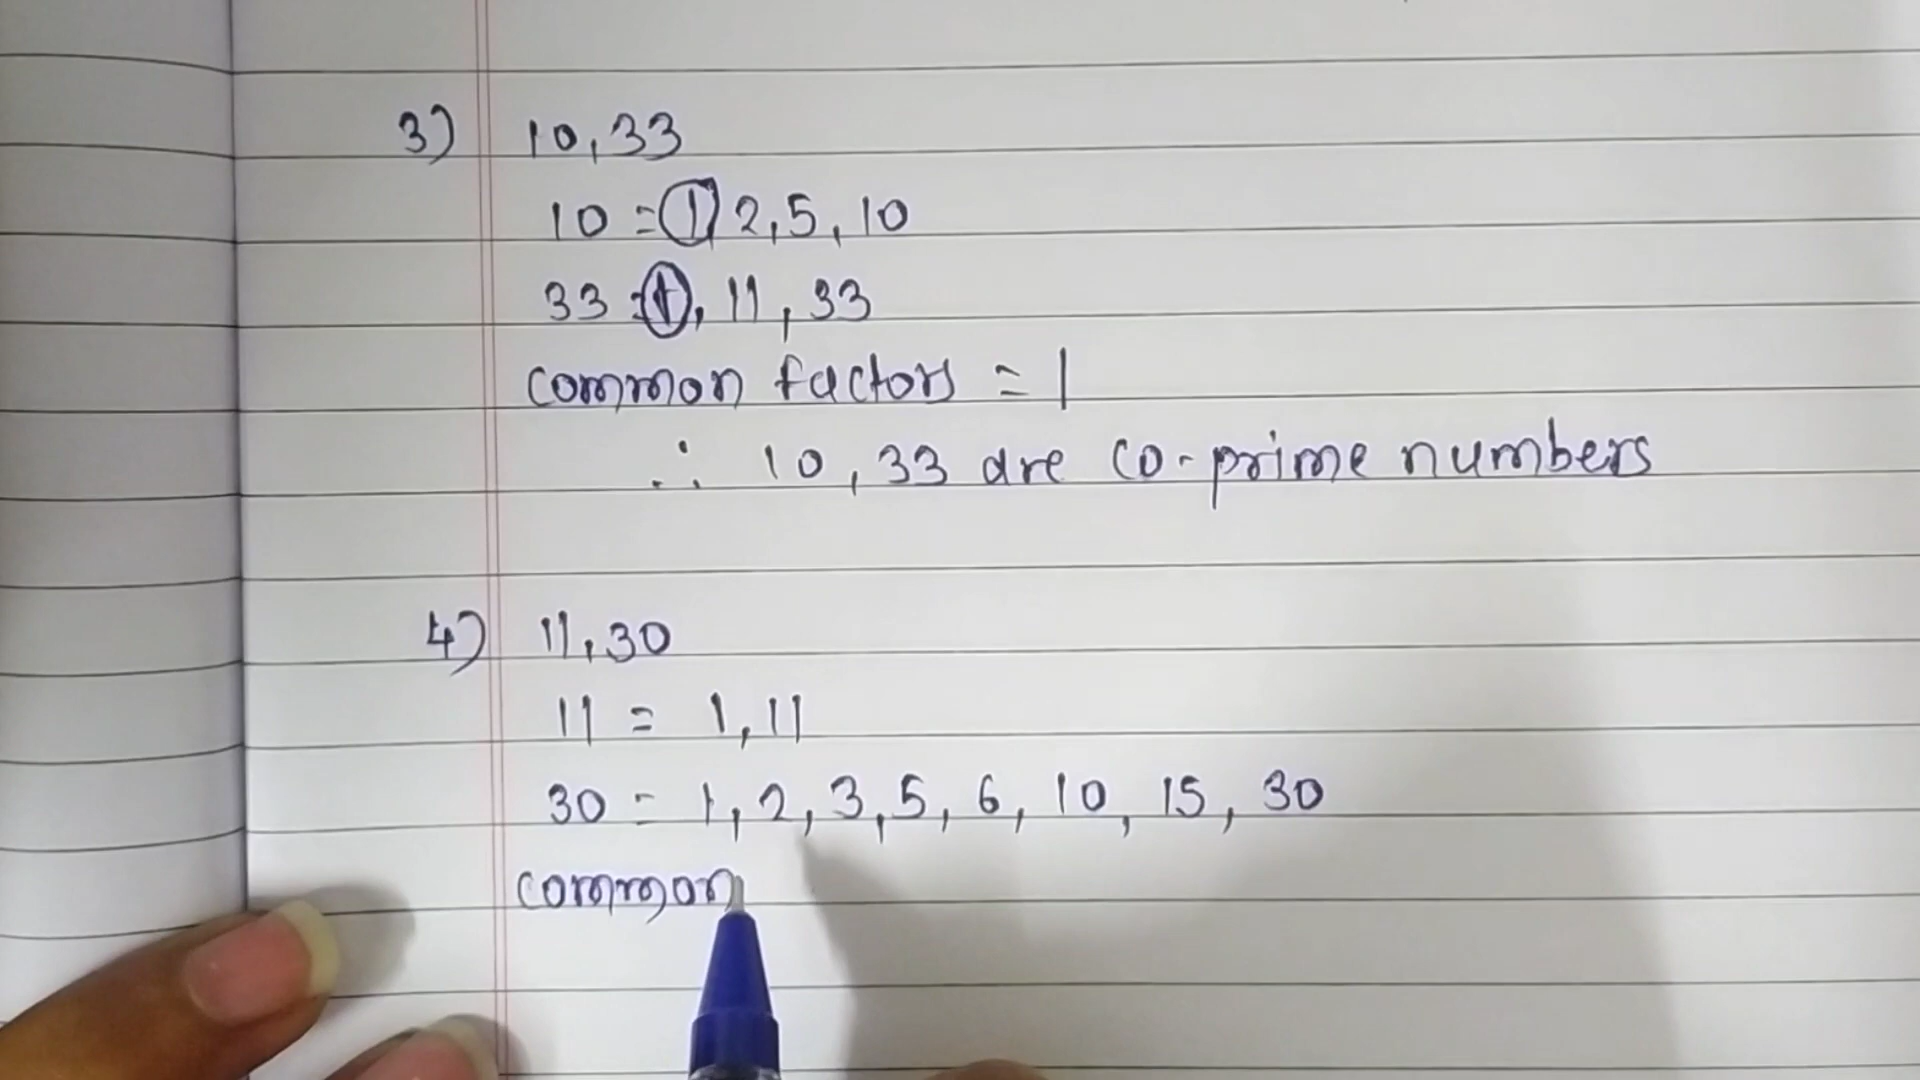 3) 10,33
10 = 1, 2,5,10
33 = 1, 11, 33
common factors = 1
∴ 10, 33 are co-prime numbers
4) 11,30
11 = 1,11
30 = 1, 2, 3, 5, 6, 10, 15, 30
common